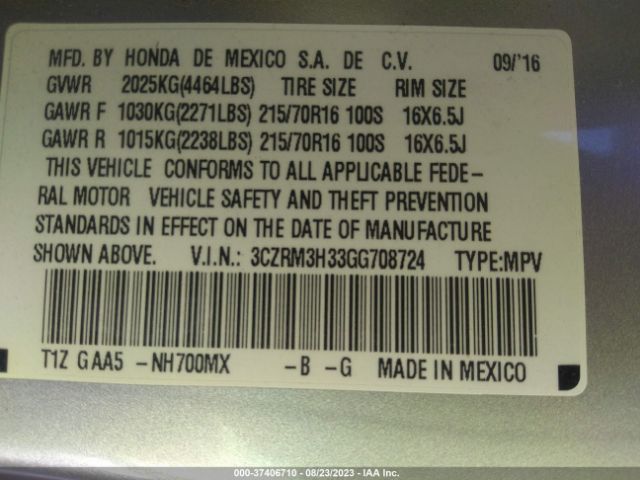 MFD. BY HONDA DE MEXICO S.A. DE C.V. 09/'16
GVWR 2025KG(4464LBS) TIRE SIZE RIM SIZE
GAWR F 1030KG(2271LBS) 215/70R16 100S 16X6.5J
GAWR R 1015KG(2238LBS) 215/70R16 100S 16X6.5J
THIS VEHICLE CONFORMS TO ALL APPLICABLE FEDE-
RAL MOTOR VEHICLE SAFETY AND THEFT PREVENTION
STANDARDS IN EFFECT ON THE DATE OF MANUFACTURE
SHOWN ABOVE. V.I.N.: 3CZRM3H33GG708724 TYPE:MPV
T1Z GAA5 -NH700MX -B -G MADE IN MEXICO
000-37406710 - 08/23/2023 - IAA Inc.